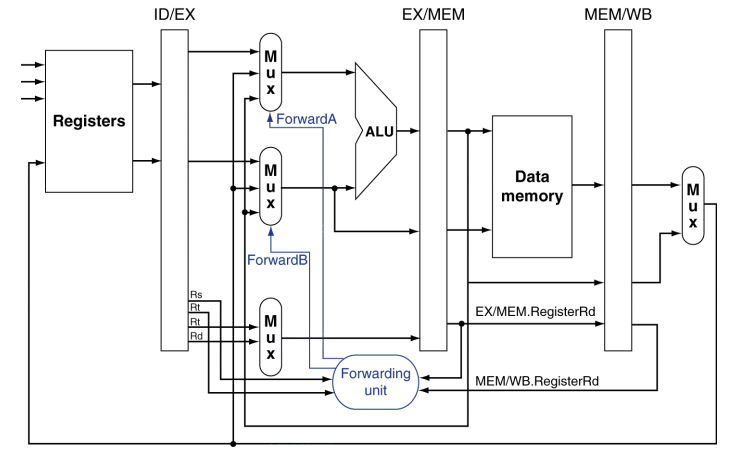 ID/EX
EX/MEM
MEM/WB
M
u
x
ForwardA
Registers
ALU
M
u
x
Data
memory
M
u
x
ForwardB
Rs
Rt
Rt
Rd
M
u
x
EX/MEM.RegisterRd
Forwarding
unit
MEM/WB.RegisterRd